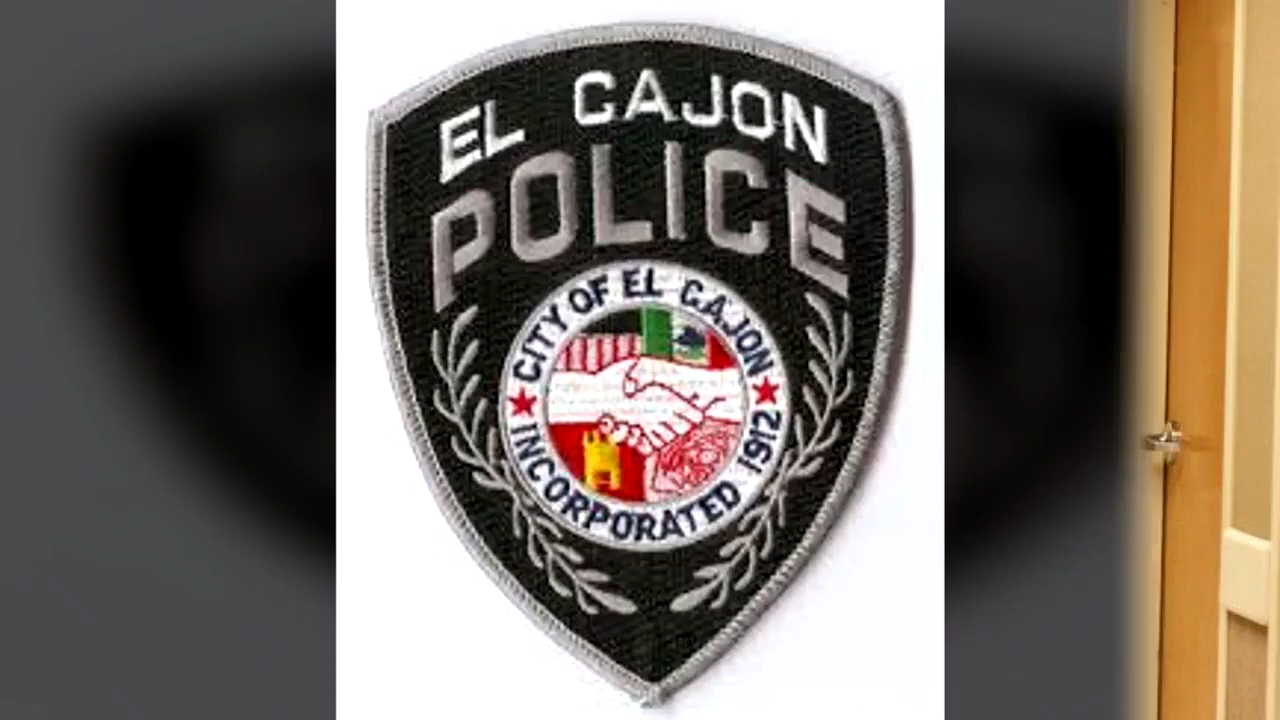 EL CAJON
POLICE
CITY OF EL CAJON
INCORPORATED 1912